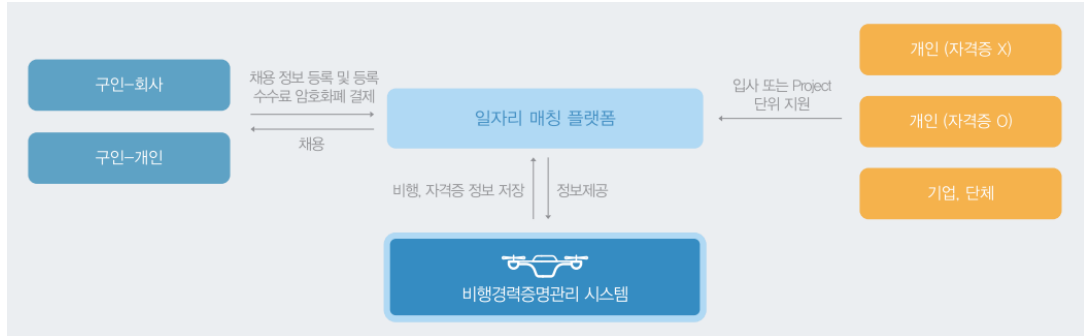 구인-회사
구인-개인
채용 정보 등록 및 등록
수수료 암호화폐 결제
채용
일자리 매칭 플랫폼
입사 또는 Project
단위 지원
개인 (자격증 X)
개인 (자격증 O)
기업, 단체
비행, 자격증 정보 저장
정보제공
비행경력증명관리 시스템